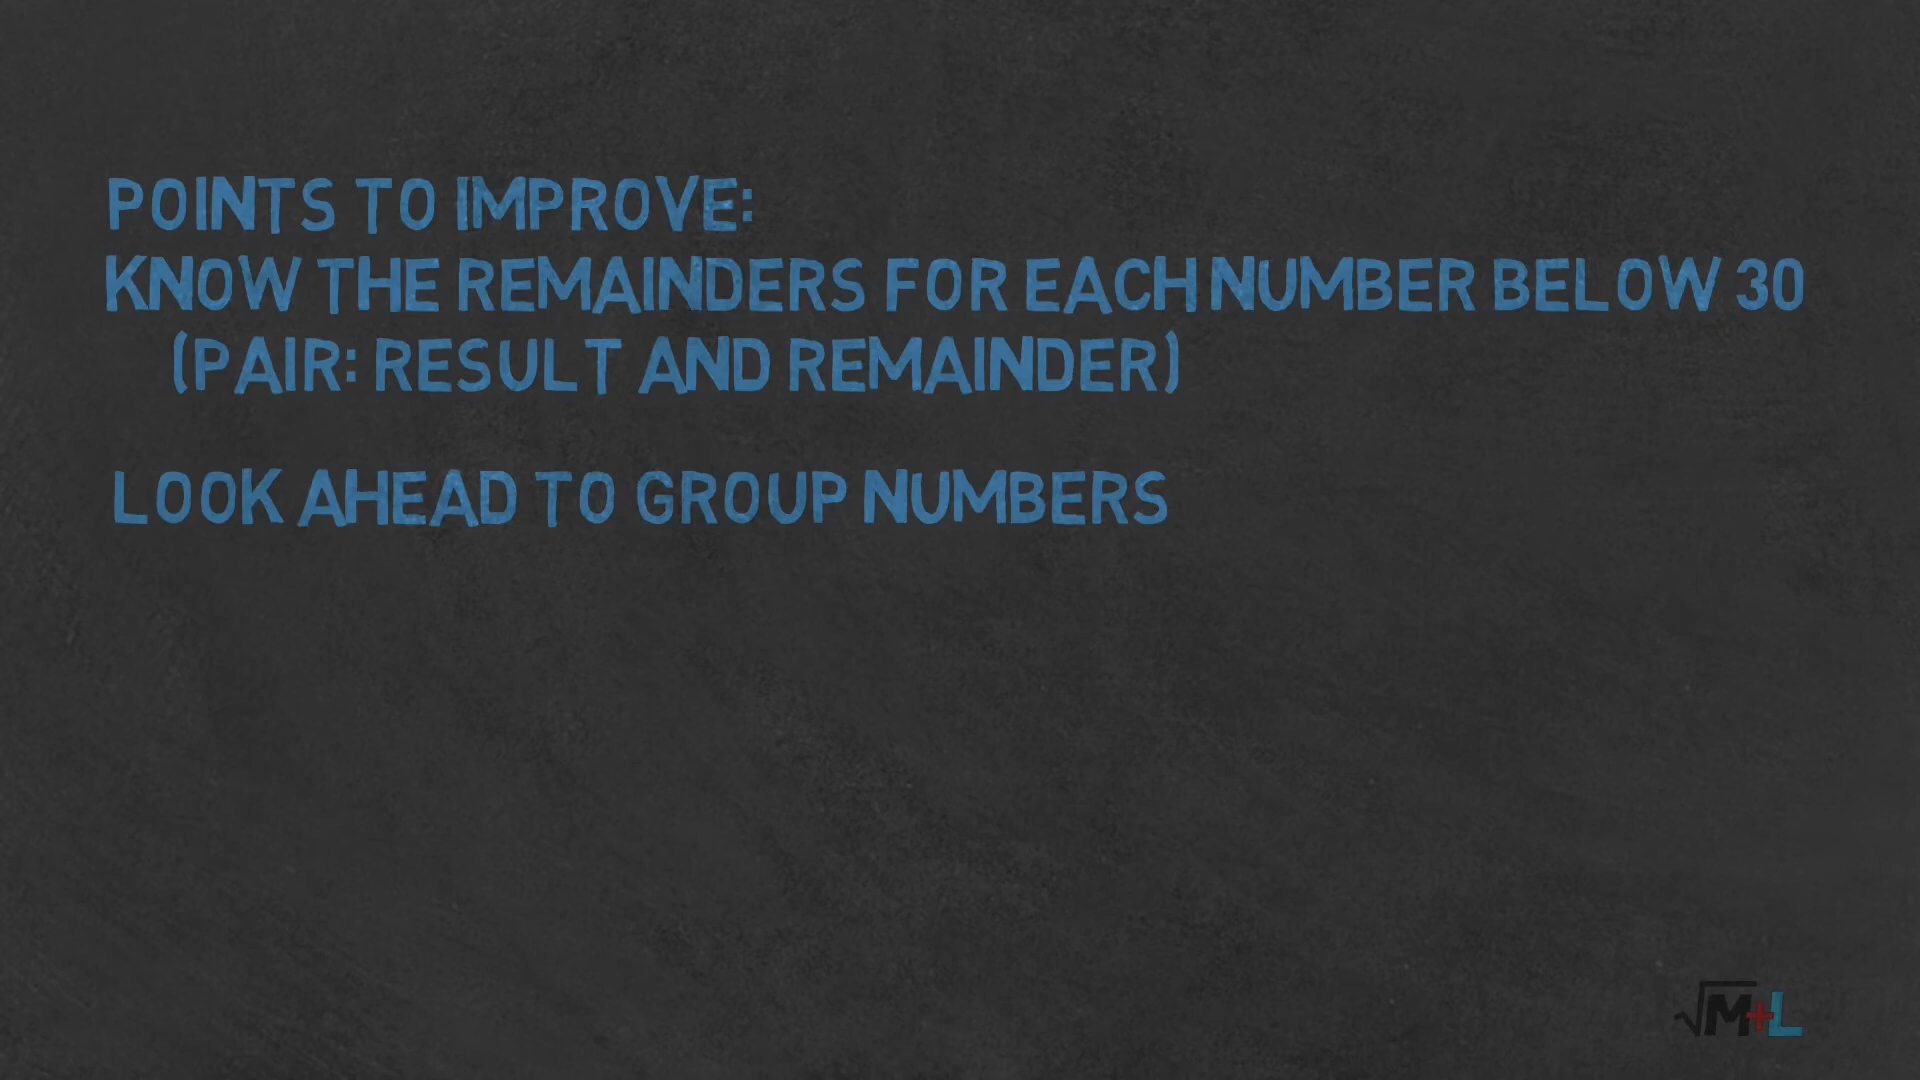 POINTS TO IMPROVE:
KNOW THE REMAINDERS FOR EACH NUMBER BELOW 30
(PAIR: RESULT AND REMAINDER)
LOOK AHEAD TO GROUP NUMBERS
√M+L